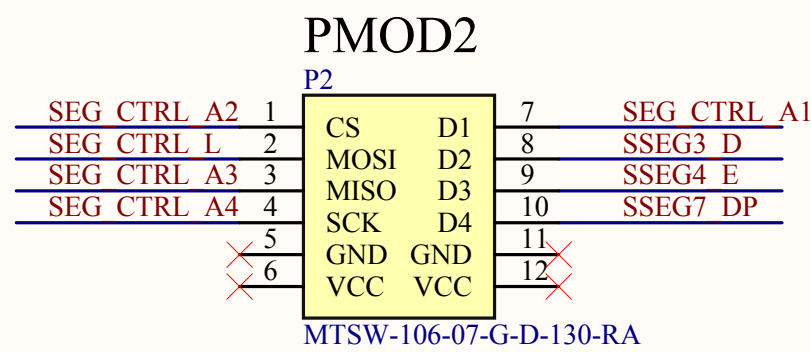 PMOD2
P2
SEG_CTRL_A2 1 CS D1 7 SEG_CTRL_A1
SEG_CTRL_L 2 MOSI D2 8 SSEG3_D
SEG_CTRL_A3 3 MISO D3 9 SSEG4_E
SEG_CTRL_A4 4 SCK D4 10 SSEG7_DP
5 GND GND 11
6 VCC VCC 12
MTSW-106-07-G-D-130-RA